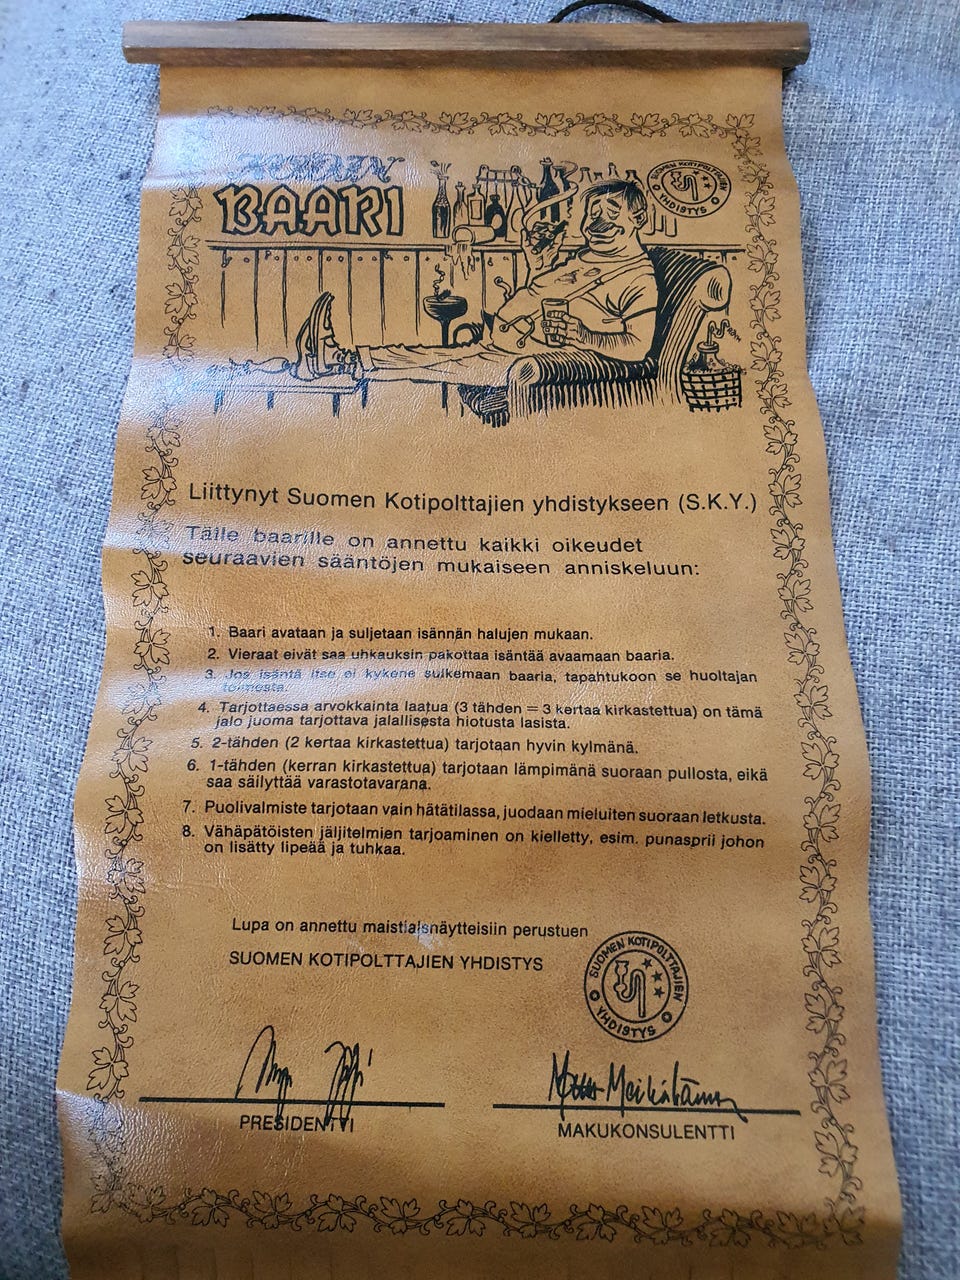 BAARI
SUOMEN KOTIPOLTTAJIEN
YHDISTYS
Liittynyt Suomen Kotipolttajien yhdistykseen (S.K.Y.)
Tälle baarille on annettu kaikki oikeudet
seuraavien sääntöjen mukaiseen anniskeluun:
1. Baari avataan ja suljetaan isännän halujen mukaan.
2. Vieraat eivät saa uhkauksin pakottaa isäntää avaamaan baaria.
3. Jos isäntä itse ei kykene sulkemaan baaria, tapahtukoon se huoltajan
toimesta.
4. Tarjottaessa arvokkainta laatua (3 tähden = 3 kertaa kirkastettua) on tämä
jalo juoma tarjottava jalallisesta hiotusta lasista.
5. 2-tähden (2 kertaa kirkastettua) tarjotaan hyvin kylmänä.
6. 1-tähden (kerran kirkastettua) tarjotaan lämpimänä suoraan pullosta, eikä
saa säilyttää varastotavarana.
7. Puolivalmiste tarjotaan vain hätätilassa, juodaan mieluiten suoraan letkusta.
8. Vähäpätöisten jäljitelmien tarjoaminen on kielletty, esim. punasprii johon
on lisätty lipeää ja tuhkaa.
Lupa on annettu maistiaisnäytteisiin perustuen
SUOMEN KOTIPOLTTAJIEN YHDISTYS
SUOMEN KOTIPOLTTAJIEN
YHDISTYS
Meikäläinen
PRESIDENTTI
MAKUKONSULENTTI